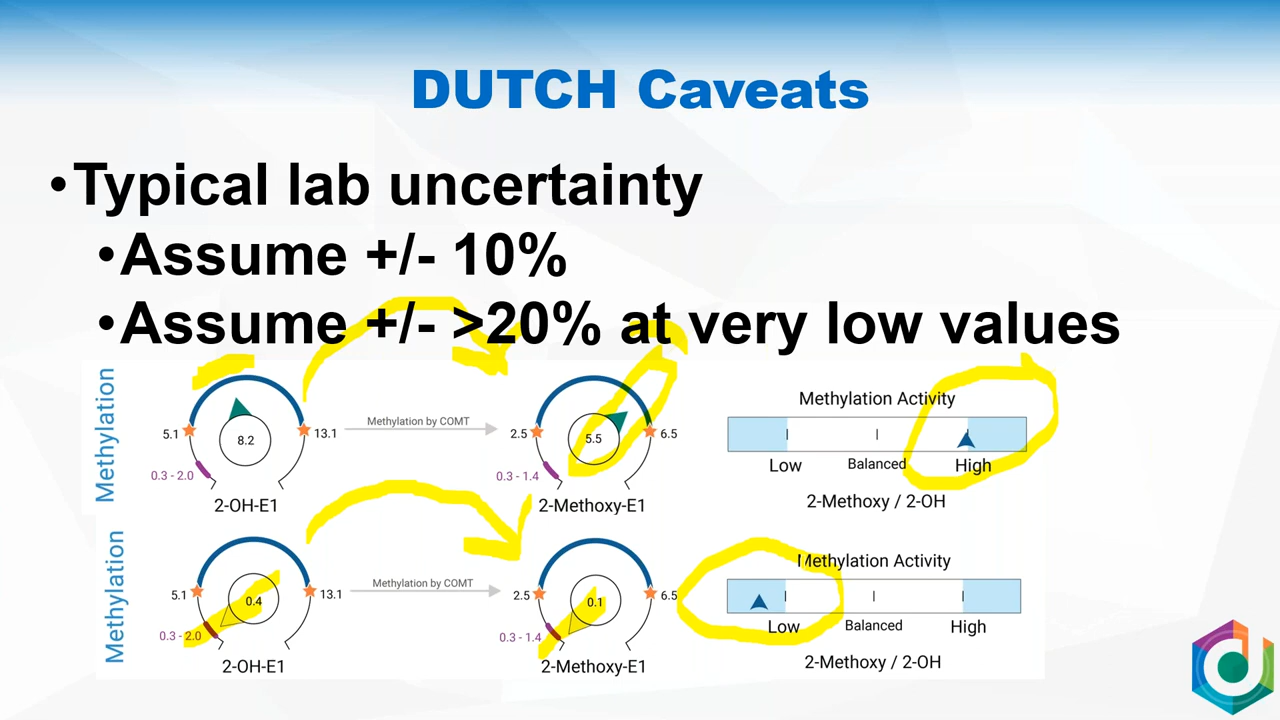 DUTCH Caveats
•Typical lab uncertainty
•Assume +/- 10%
•Assume +/- >20% at very low values
Methylation
8.2
5.1
13.1
0.3 - 2.0
2-OH-E1
Methylation by COMT
5.5
2.5
6.5
0.3 - 1.4
2-Methoxy-E1
Methylation Activity
Low Balanced High
2-Methoxy / 2-OH
Methylation
0.4
5.1
13.1
0.3 - 2.0
2-OH-E1
Methylation by COMT
0.1
2.5
6.5
0.3 - 1.4
2-Methoxy-E1
Methylation Activity
Low Balanced High
2-Methoxy / 2-OH